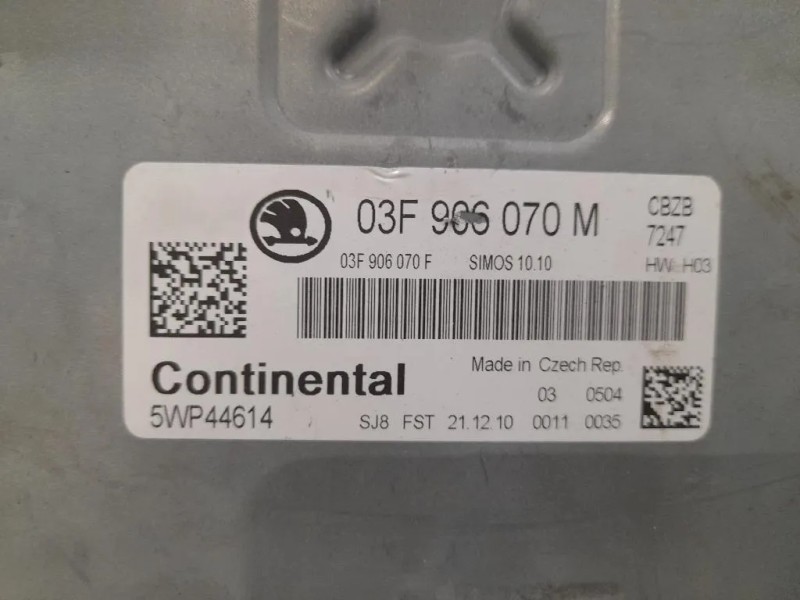 03F 906 070 M
CBZB
7247
03F 906 070 F SIMOS 10.10
HW: H03
Continental
Made in Czech Rep.
5WP44614
03 0504
SJ8 FST 21.12.10 0011 0035